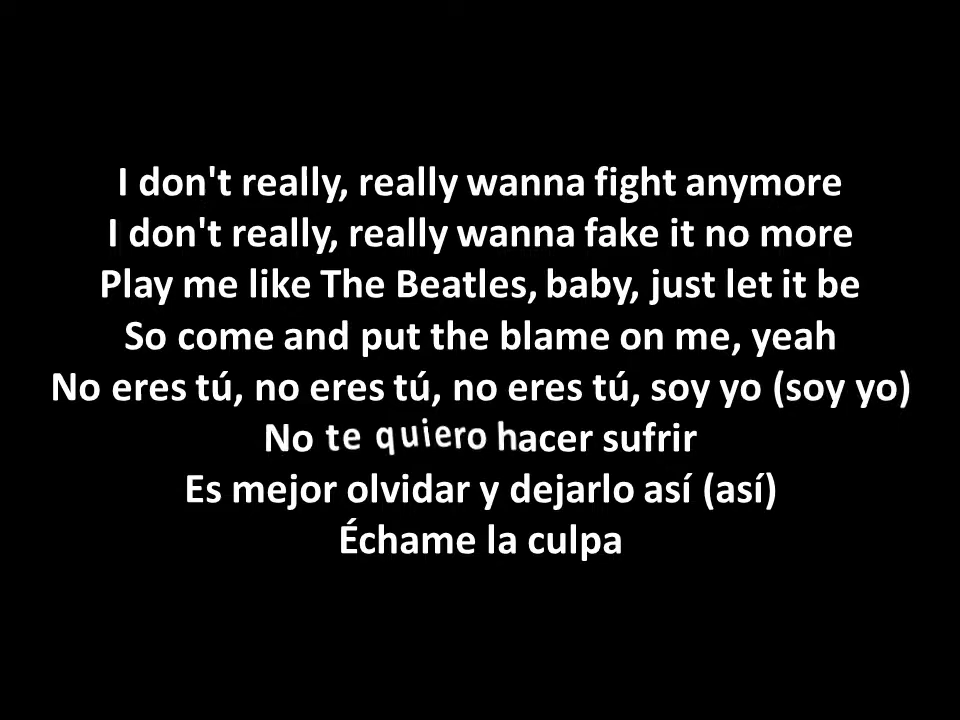 I don't really, really wanna fight anymore
I don't really, really wanna fake it no more
Play me like The Beatles, baby, just let it be
So come and put the blame on me, yeah
No eres tú, no eres tú, no eres tú, soy yo (soy yo)
No te quiero hacer sufrir
Es mejor olvidar y dejarlo así (así)
Échame la culpa